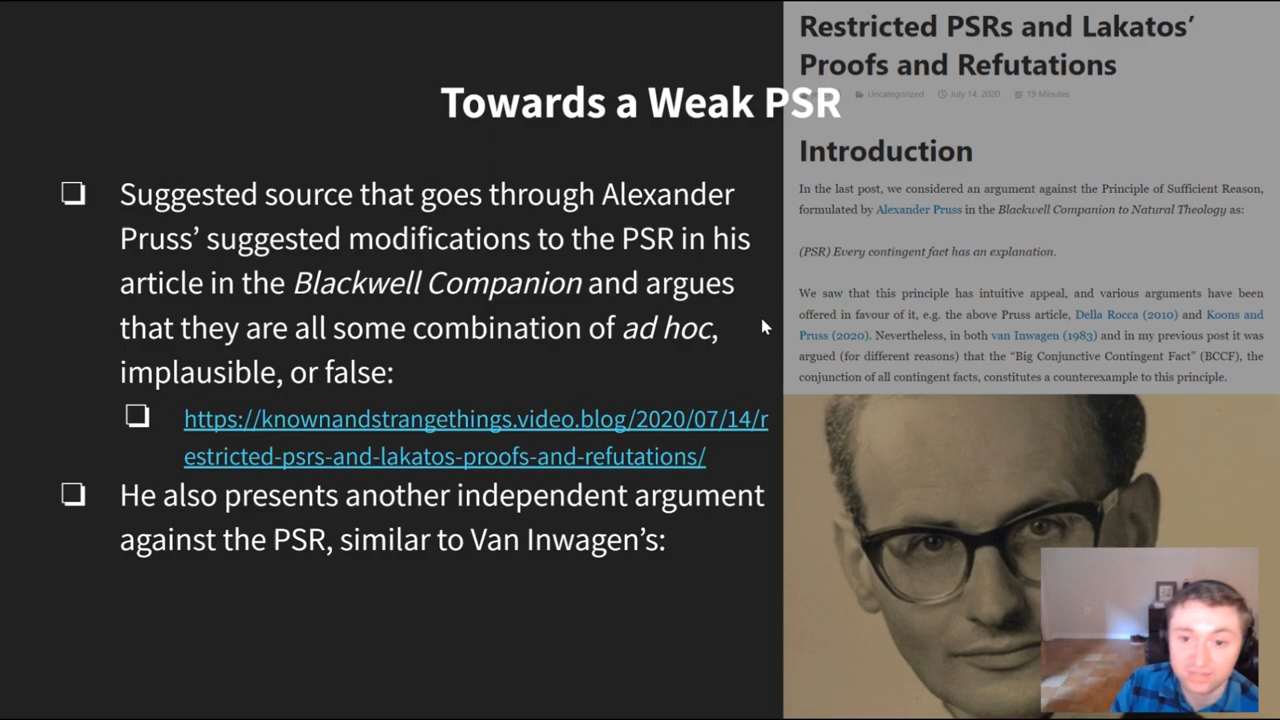 Towards a Weak PSR
❏ Suggested source that goes through Alexander
Pruss’ suggested modifications to the PSR in his
article in the Blackwell Companion and argues
that they are all some combination of ad hoc,
implausible, or false:
❏ https://knownandstrangethings.video.blog/2020/07/14/r
estricted-psrs-and-lakatos-proofs-and-refutations/
❏ He also presents another independent argument
against the PSR, similar to Van Inwagen’s:
Restricted PSRs and Lakatos’
Proofs and Refutations
Uncategorized July 14, 2020 19 Minutes
Introduction
In the last post, we considered an argument against the Principle of Sufficient Reason,
formulated by Alexander Pruss in the Blackwell Companion to Natural Theology as:
(PSR) Every contingent fact has an explanation.
We saw that this principle has intuitive appeal, and various arguments have been
offered in favour of it, e.g. the above Pruss article, Della Rocca (2010) and Koons and
Pruss (2020). Nevertheless, in both van Inwagen (1983) and in my previous post it was
argued (for different reasons) that the “Big Conjunctive Contingent Fact” (BCCF), the
conjunction of all contingent facts, constitutes a counterexample to this principle.